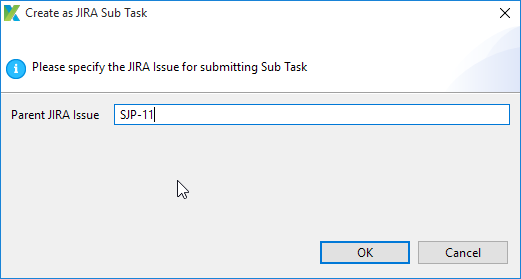 Create as JIRA Sub Task
Please specify the JIRA Issue for submitting Sub Task
Parent JIRA Issue SJP-11
OK Cancel